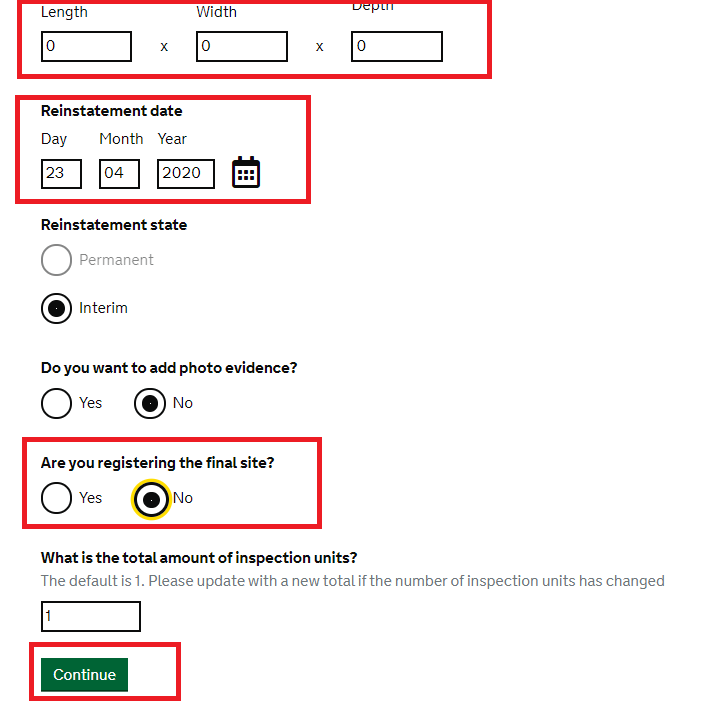 Length Width Depth
0 x 0 x 0
Reinstatement date
Day Month Year
23 04 2020
Reinstatement state
Permanent
Interim
Do you want to add photo evidence?
Yes No
Are you registering the final site?
Yes No
What is the total amount of inspection units?
The default is 1. Please update with a new total if the number of inspection units has changed
1
Continue